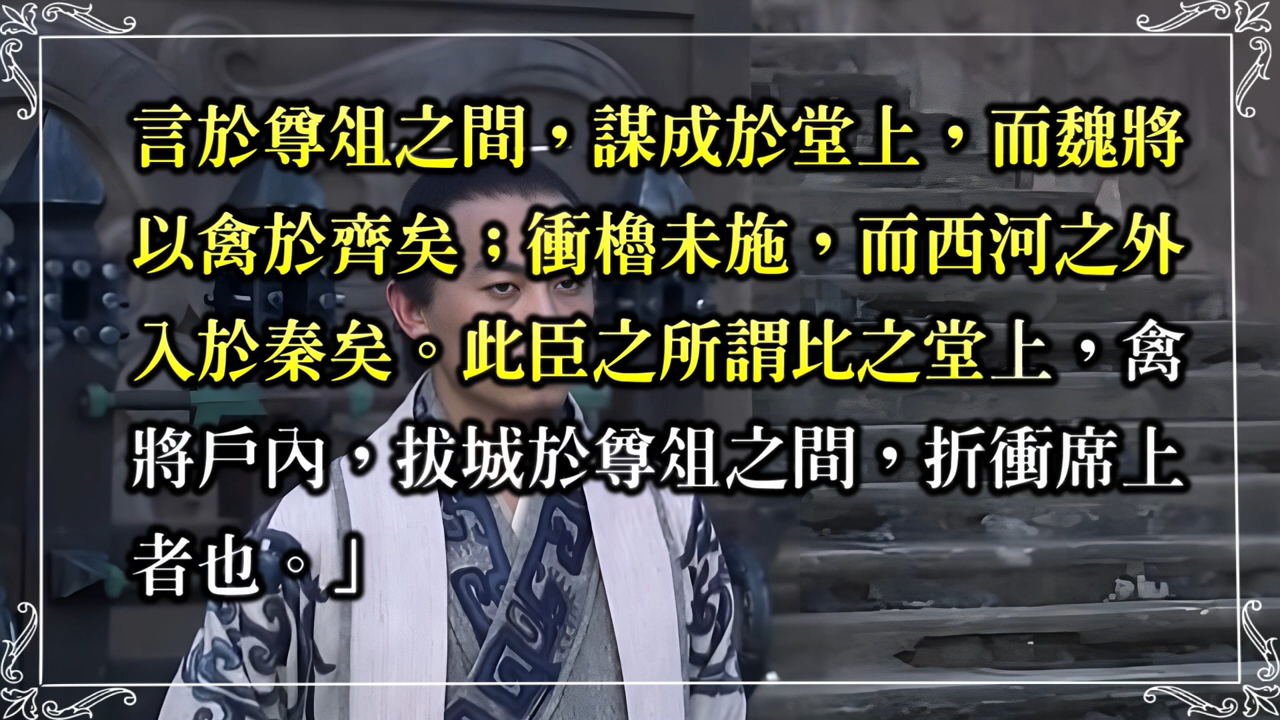 言於尊俎之間，謀成於堂上，而魏將
以禽於齊矣；衝櫓未施，而西河之外
入於秦矣。此臣之所謂比之堂上，禽
將戶內，拔城於尊俎之間，折衝席上
者也。」